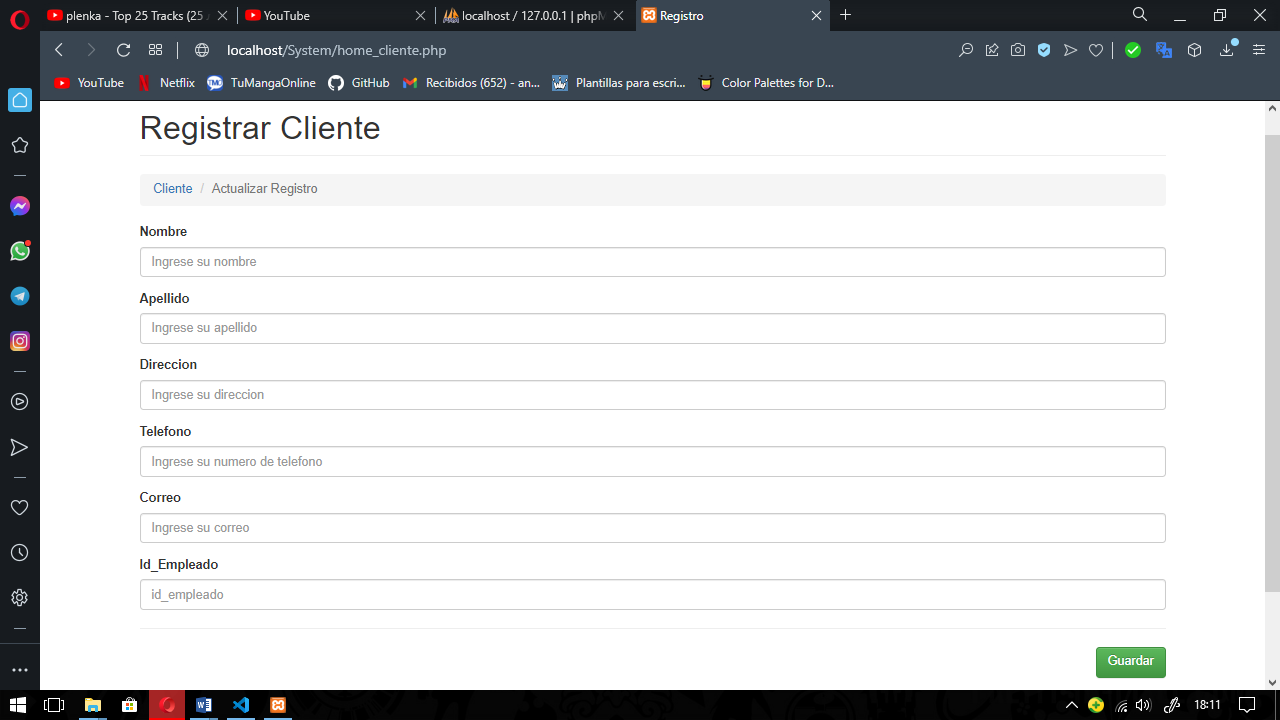 plenka - Top 25 Tracks (25
YouTube
localhost / 127.0.0.1 | phpM
Registro
localhost/System/home_cliente.php
YouTube
Netflix
TuMangaOnline
GitHub
Recibidos (652) - an...
Plantillas para escri...
Color Palettes for D...
Registrar Cliente
Cliente / Actualizar Registro
Nombre
Ingrese su nombre
Apellido
Ingrese su apellido
Direccion
Ingrese su direccion
Telefono
Ingrese su numero de telefono
Correo
Ingrese su correo
Id_Empleado
id_empleado
Guardar
18:11